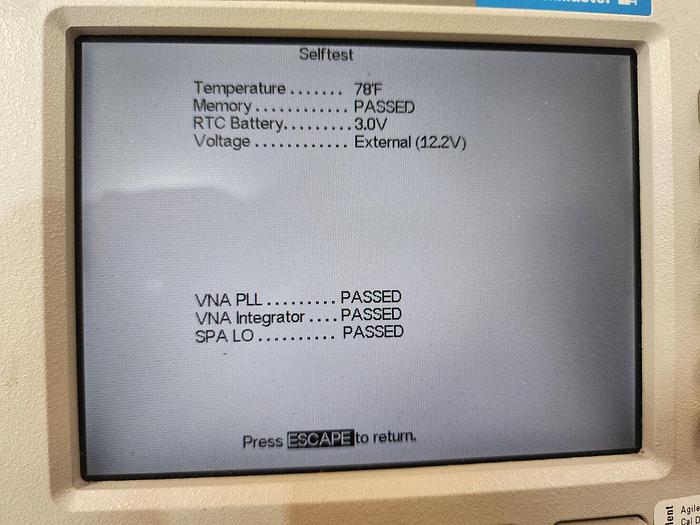 Selftest
Temperature ....... 78°F
Memory ............ PASSED
RTC Battery......... 3.0V
Voltage ............ External (12.2V)
VNA PLL ......... PASSED
VNA Integrator .... PASSED
SPA LO .......... PASSED
Press ESCAPE to return.